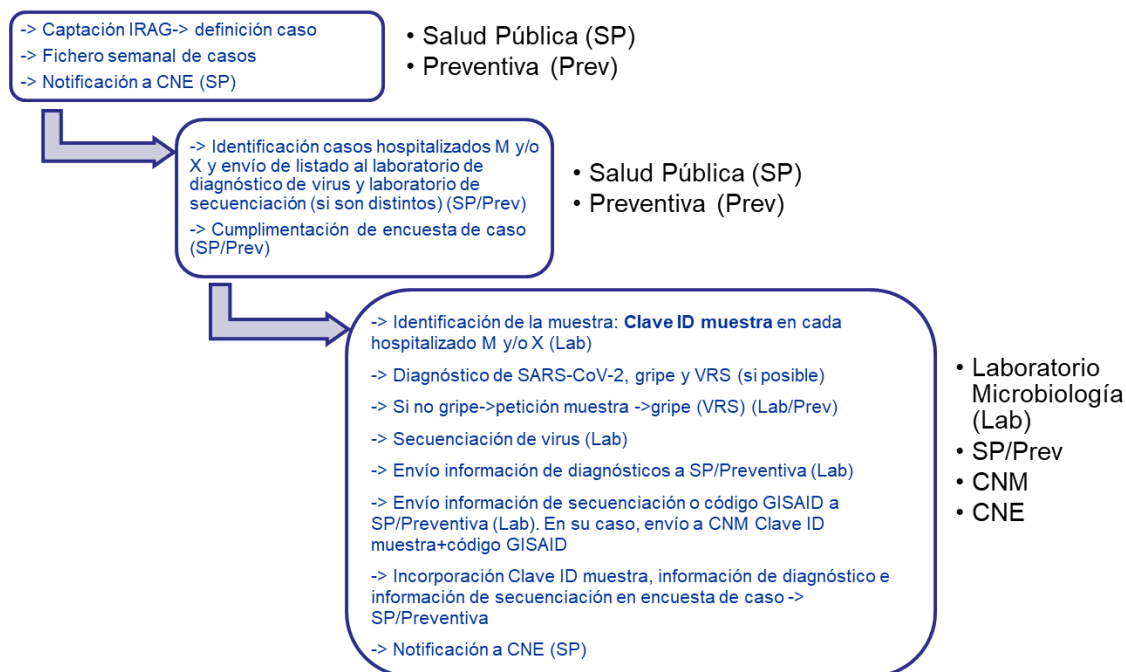 -> Captación IRAG-> definición caso
-> Fichero semanal de casos
-> Notificación a CNE (SP)
• Salud Pública (SP)
• Preventiva (Prev)
-> Identificación casos hospitalizados M y/o
X y envío de listado al laboratorio de
diagnóstico de virus y laboratorio de
secuenciación (si son distintos) (SP/Prev)
-> Cumplimentación de encuesta de caso
(SP/Prev)
• Salud Pública (SP)
• Preventiva (Prev)
-> Identificación de la muestra: Clave ID muestra en cada
hospitalizado M y/o X (Lab)
-> Diagnóstico de SARS-CoV-2, gripe y VRS (si posible)
-> Si no gripe->petición muestra ->gripe (VRS) (Lab/Prev)
-> Secuenciación de virus (Lab)
-> Envío información de diagnósticos a SP/Preventiva (Lab)
-> Envío información de secuenciación o código GISAID a
SP/Preventiva (Lab). En su caso, envío a CNM Clave ID
muestra+código GISAID
-> Incorporación Clave ID muestra, información de diagnóstico e
información de secuenciación en encuesta de caso ->
SP/Preventiva
-> Notificación a CNE (SP)
• Laboratorio
Microbiología
(Lab)
• SP/Prev
• CNM
• CNE